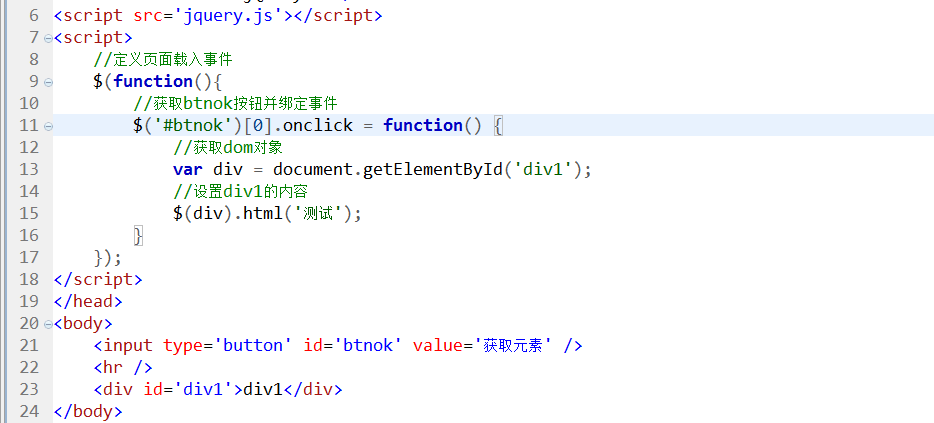 6 <script src='jquery.js'></script>
7 <script>
8 //定义页面载入事件
9 $(function(){
10 //获取btnok按钮并绑定事件
11 $('#btnok')[0].onclick = function() {
12 //获取dom对象
13 var div = document.getElementById('div1');
14 //设置div1的内容
15 $(div).html('测试');
16 }
17 });
18 </script>
19 </head>
20 <body>
21 <input type='button' id='btnok' value='获取元素' />
22 <hr />
23 <div id='div1'>div1</div>
24 </body>